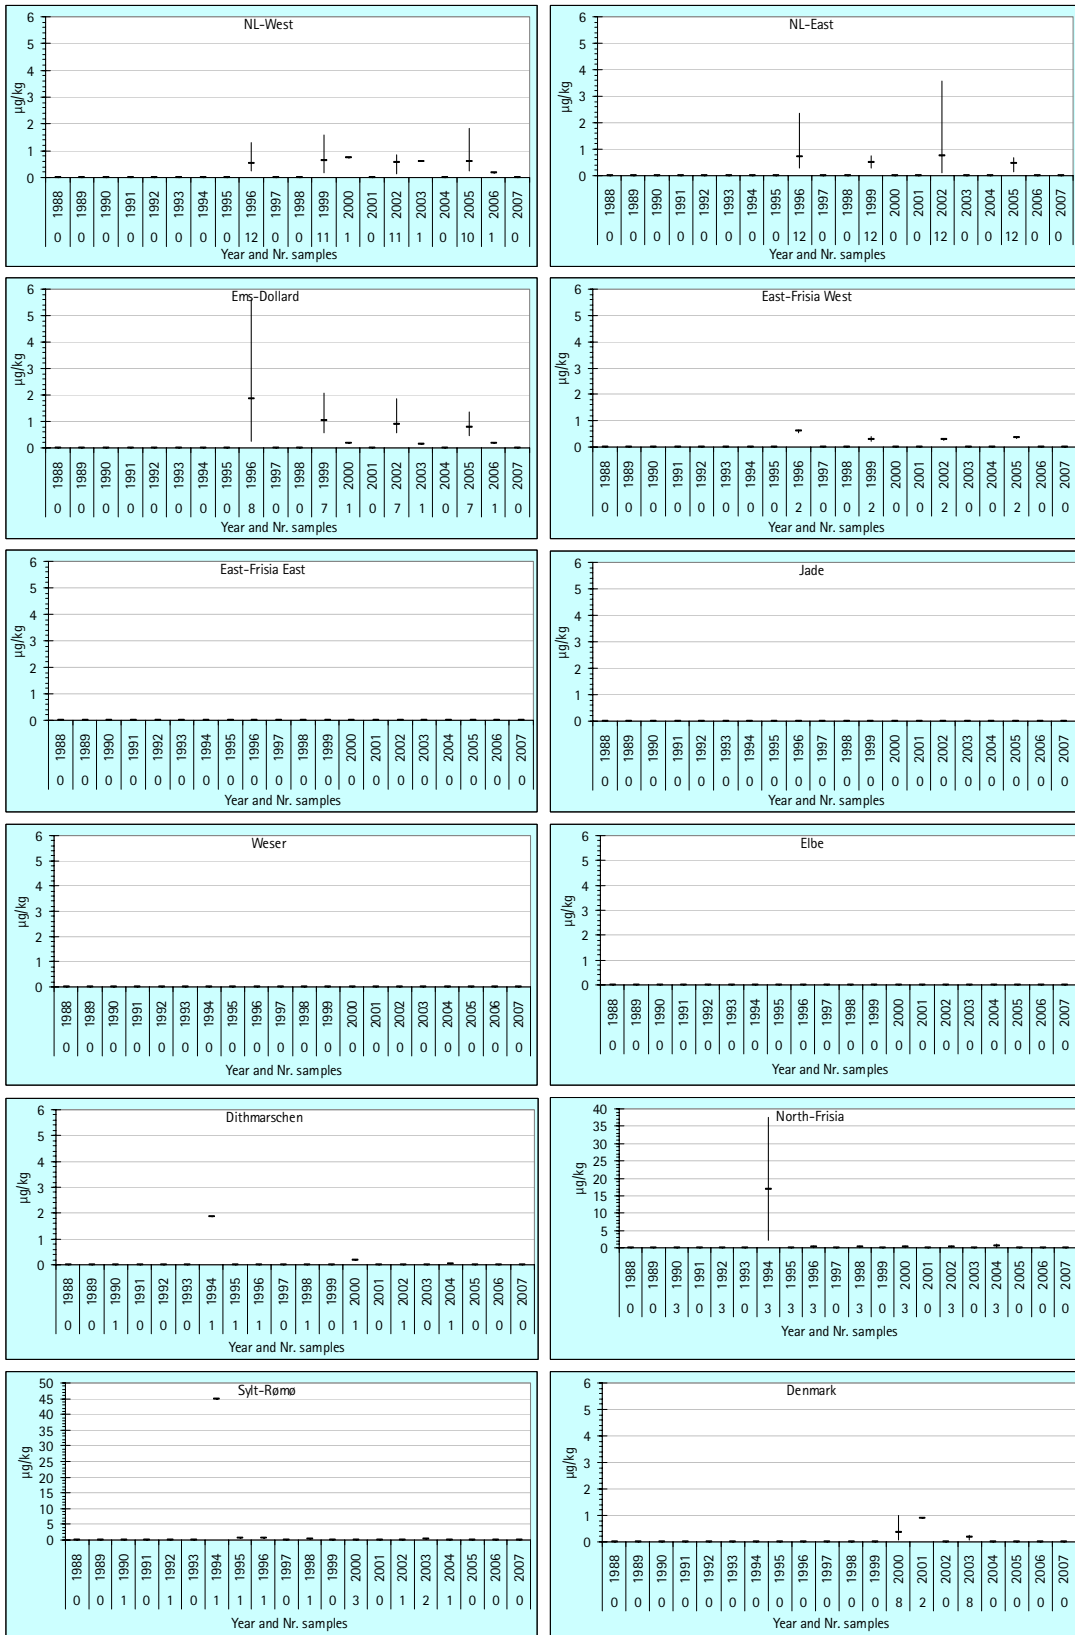 NL-West
µg/kg
6
5
4
3
2
1
0
1988 1989 1990 1991 1992 1993 1994 1995 1996 1997 1998 1999 2000 2001 2002 2003 2004 2005 2006 2007
0 0 0 0 0 0 0 0 12 0 0 11 1 0 11 1 0 10 1 0
Year and Nr. samples
NL-East
µg/kg
6
5
4
3
2
1
0
1988 1989 1990 1991 1992 1993 1994 1995 1996 1997 1998 1999 2000 2001 2002 2003 2004 2005 2006 2007
0 0 0 0 0 0 0 0 12 0 0 12 0 0 12 0 0 12 0 0
Year and Nr. samples
Ems-Dollard
µg/kg
6
5
4
3
2
1
0
1988 1989 1990 1991 1992 1993 1994 1995 1996 1997 1998 1999 2000 2001 2002 2003 2004 2005 2006 2007
0 0 0 0 0 0 0 0 8 0 0 7 1 0 7 1 0 7 1 0
Year and Nr. samples
East-Frisia West
µg/kg
6
5
4
3
2
1
0
1988 1989 1990 1991 1992 1993 1994 1995 1996 1997 1998 1999 2000 2001 2002 2003 2004 2005 2006 2007
0 0 0 0 0 0 0 0 2 0 0 2 0 0 2 0 0 2 0 0
Year and Nr. samples
East-Frisia East
µg/kg
6
5
4
3
2
1
0
1988 1989 1990 1991 1992 1993 1994 1995 1996 1997 1998 1999 2000 2001 2002 2003 2004 2005 2006 2007
0 0 0 0 0 0 0 0 0 0 0 0 0 0 0 0 0 0 0 0
Year and Nr. samples
Jade
µg/kg
6
5
4
3
2
1
0
1988 1989 1990 1991 1992 1993 1994 1995 1996 1997 1998 1999 2000 2001 2002 2003 2004 2005 2006 2007
0 0 0 0 0 0 0 0 0 0 0 0 0 0 0 0 0 0 0 0
Year and Nr. samples
Weser
µg/kg
6
5
4
3
2
1
0
1988 1989 1990 1991 1992 1993 1994 1995 1996 1997 1998 1999 2000 2001 2002 2003 2004 2005 2006 2007
0 0 0 0 0 0 0 0 0 0 0 0 0 0 0 0 0 0 0 0
Year and Nr. samples
Elbe
µg/kg
6
5
4
3
2
1
0
1988 1989 1990 1991 1992 1993 1994 1995 1996 1997 1998 1999 2000 2001 2002 2003 2004 2005 2006 2007
0 0 0 0 0 0 0 0 0 0 0 0 0 0 0 0 0 0 0 0
Year and Nr. samples
Dithmarschen
µg/kg
6
5
4
3
2
1
0
1988 1989 1990 1991 1992 1993 1994 1995 1996 1997 1998 1999 2000 2001 2002 2003 2004 2005 2006 2007
0 0 1 0 0 0 1 1 1 0 1 0 1 0 1 0 1 0 0 0
Year and Nr. samples
North-Frisia
µg/kg
40
35
30
25
20
15
10
5
0
1988 1989 1990 1991 1992 1993 1994 1995 1996 1997 1998 1999 2000 2001 2002 2003 2004 2005 2006 2007
0 0 3 0 3 0 3 3 3 0 3 0 3 0 3 0 3 0 0 0
Year and Nr. samples
Sylt-Rømø
µg/kg
50
45
40
35
30
25
20
15
10
5
0
1988 1989 1990 1991 1992 1993 1994 1995 1996 1997 1998 1999 2000 2001 2002 2003 2004 2005 2006 2007
0 0 1 0 1 0 1 1 1 0 1 0 3 0 1 2 1 0 0 0
Year and Nr. samples
Denmark
µg/kg
6
5
4
3
2
1
0
1988 1989 1990 1991 1992 1993 1994 1995 1996 1997 1998 1999 2000 2001 2002 2003 2004 2005 2006 2007
0 0 0 0 0 0 0 0 0 0 0 0 8 2 0 8 0 0 0 0
Year and Nr. samples